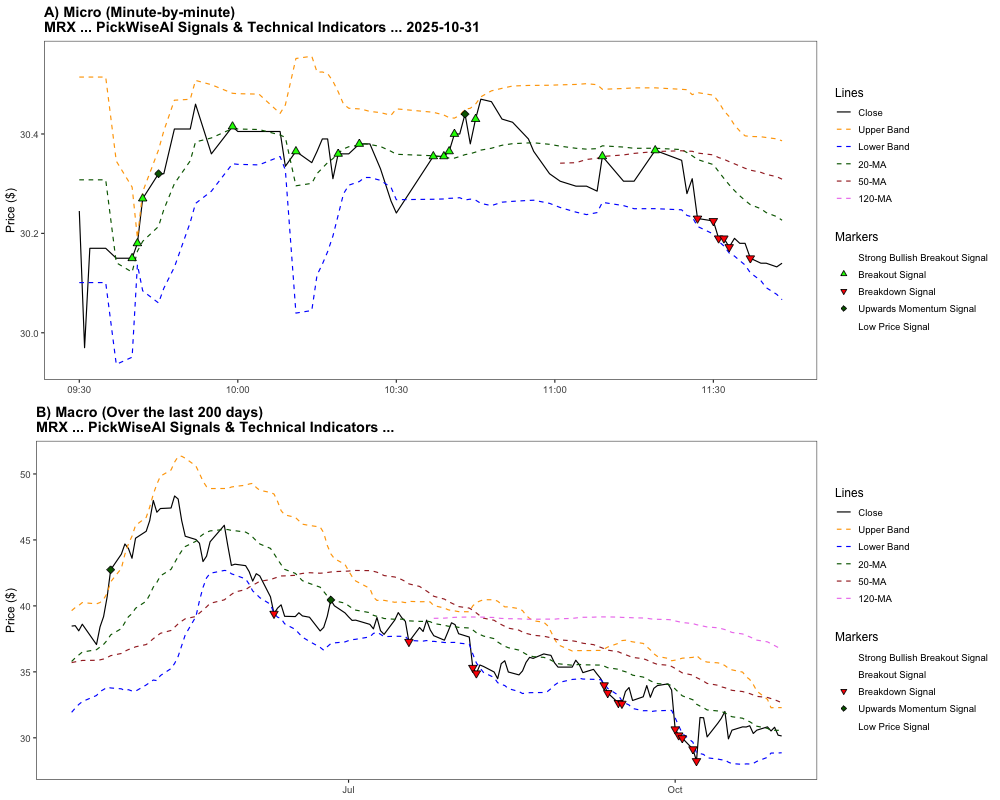 A) Micro (Minute-by-minute)
MRX ... PickWiseAI Signals & Technical Indicators ... 2025-10-31
Price ($)
30.4
30.2
30.0
09:30
10:00
10:30
11:00
11:30
Lines
Close
Upper Band
Lower Band
20-MA
50-MA
120-MA
Markers
Strong Bullish Breakout Signal
Breakout Signal
Breakdown Signal
Upwards Momentum Signal
Low Price Signal
B) Macro (Over the last 200 days)
MRX ... PickWiseAI Signals & Technical Indicators ...
Price ($)
50
45
40
35
30
Jul
Oct
Lines
Close
Upper Band
Lower Band
20-MA
50-MA
120-MA
Markers
Strong Bullish Breakout Signal
Breakout Signal
Breakdown Signal
Upwards Momentum Signal
Low Price Signal